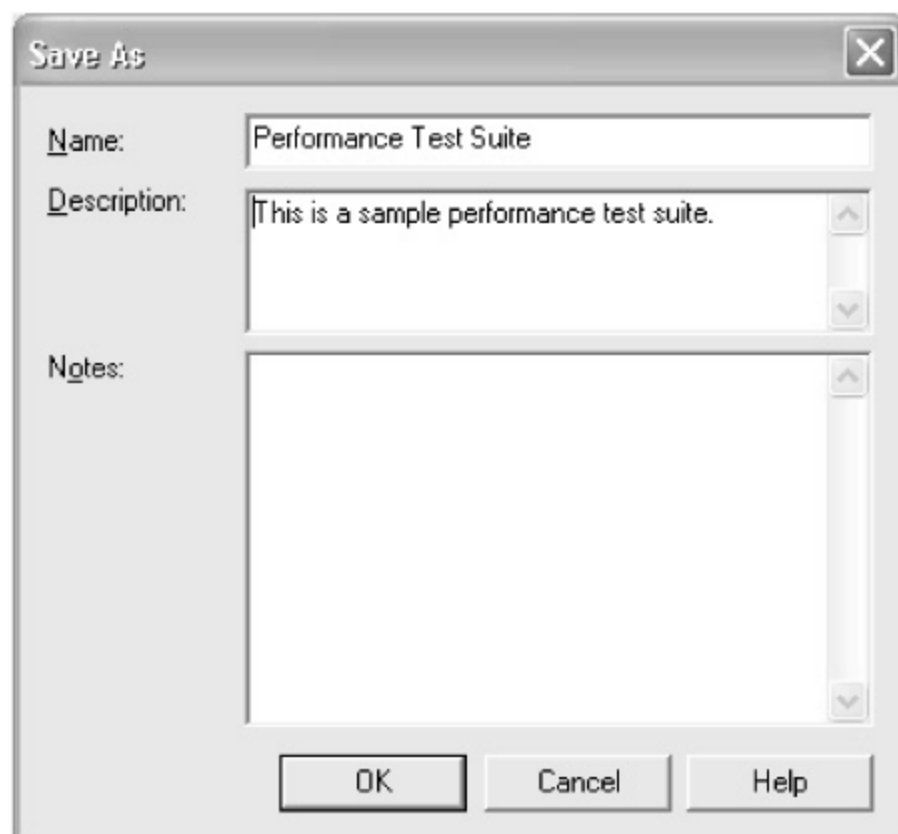 Save As
Name:
Performance Test Suite
Description:
This is a sample performance test suite.
Notes:
OK
Cancel
Help